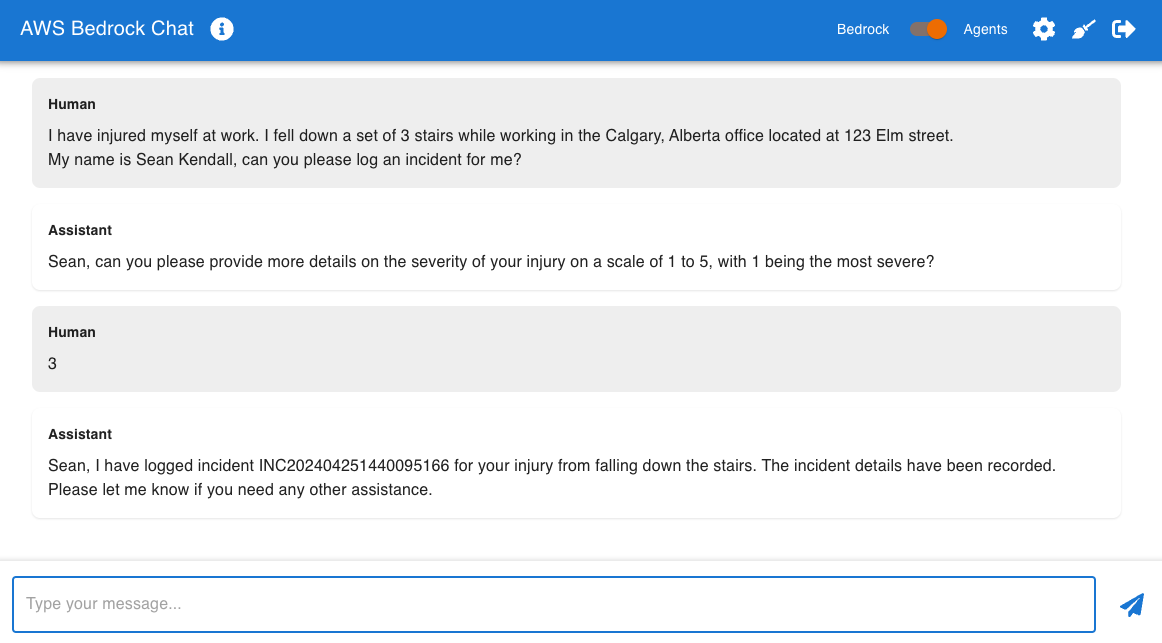 AWS Bedrock Chat
Bedrock
Agents
Human
I have injured myself at work. I fell down a set of 3 stairs while working in the Calgary, Alberta office located at 123 Elm street.
My name is Sean Kendall, can you please log an incident for me?
Assistant
Sean, can you please provide more details on the severity of your injury on a scale of 1 to 5, with 1 being the most severe?
Human
3
Assistant
Sean, I have logged incident INC202404251440095166 for your injury from falling down the stairs. The incident details have been recorded.
Please let me know if you need any other assistance.
Type your message...